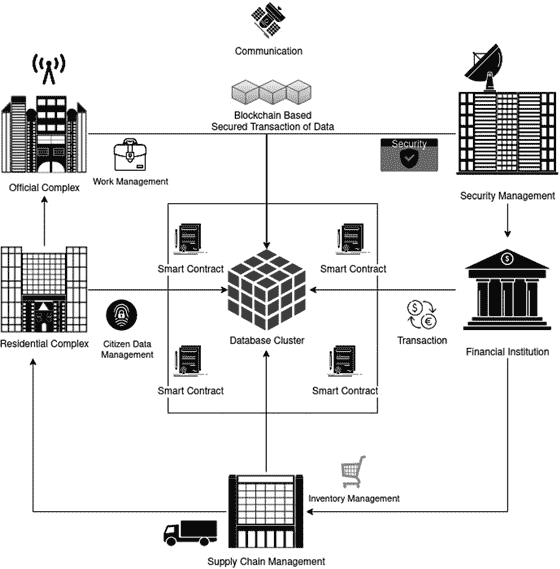 Communication
Blockchain Based
Secured Transaction of Data
Security
Official Complex
Work Management
Security Management
Smart Contract
Smart Contract
Residential Complex
Citizen Data
Management
Database Cluster
Transaction
Financial Institution
Smart Contract
Smart Contract
Inventory Management
Supply Chain Management